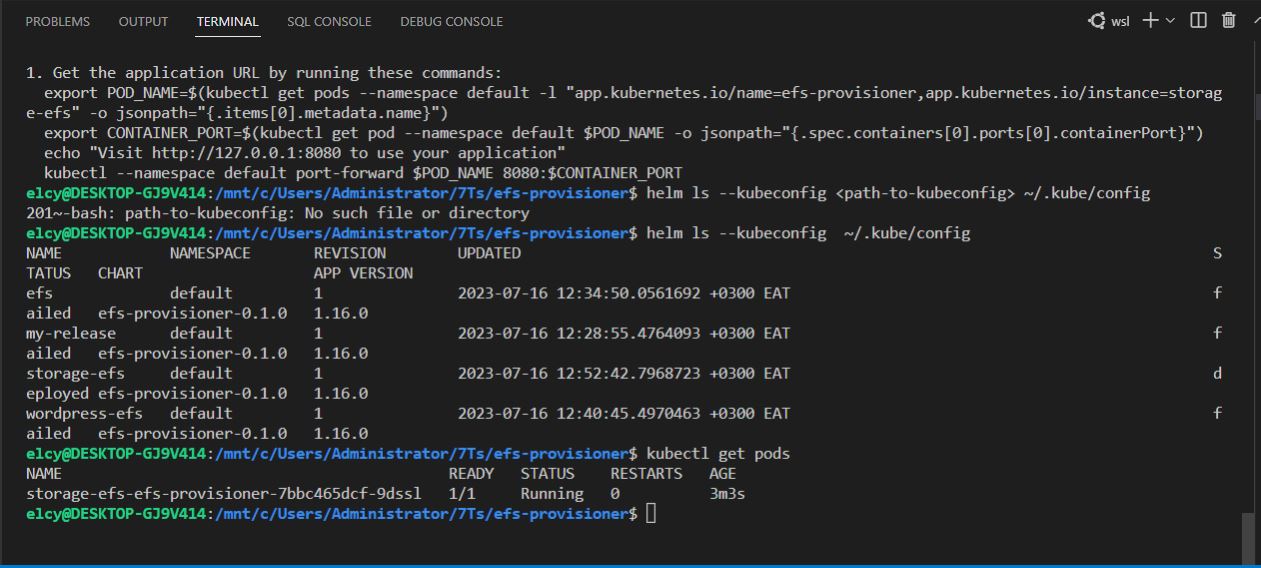 PROBLEMS OUTPUT TERMINAL SQL CONSOLE DEBUG CONSOLE wsl
1. Get the application URL by running these commands:
  export POD_NAME=$(kubectl get pods --namespace default -l "app.kubernetes.io/name=efs-provisioner,app.kubernetes.io/instance=storag
e-efs" -o jsonpath="{.items[0].metadata.name}")
  export CONTAINER_PORT=$(kubectl get pod --namespace default $POD_NAME -o jsonpath="{.spec.containers[0].ports[0].containerPort}")
  echo "Visit http://127.0.0.1:8080 to use your application"
  kubectl --namespace default port-forward $POD_NAME 8080:$CONTAINER_PORT
elcy@DESKTOP-GJ9V414:/mnt/c/Users/Administrator/7Ts/efs-provisioner$ helm ls --kubeconfig <path-to-kubeconfig> ~/.kube/config
201~-bash: path-to-kubeconfig: No such file or directory
elcy@DESKTOP-GJ9V414:/mnt/c/Users/Administrator/7Ts/efs-provisioner$ helm ls --kubeconfig  ~/.kube/config
NAME            NAMESPACE       REVISION        UPDATED                                 S
TATUS   CHART                   APP VERSION
efs             default         1               2023-07-16 12:34:50.0561692 +0300 EAT   f
ailed   efs-provisioner-0.1.0   1.16.0
my-release      default         1               2023-07-16 12:28:55.4764093 +0300 EAT   f
ailed   efs-provisioner-0.1.0   1.16.0
storage-efs     default         1               2023-07-16 12:52:42.7968723 +0300 EAT   d
eployed efs-provisioner-0.1.0   1.16.0
wordpress-efs   default         1               2023-07-16 12:40:45.4970463 +0300 EAT   f
ailed   efs-provisioner-0.1.0   1.16.0
elcy@DESKTOP-GJ9V414:/mnt/c/Users/Administrator/7Ts/efs-provisioner$ kubectl get pods
NAME                                           READY   STATUS    RESTARTS   AGE
storage-efs-efs-provisioner-7bbc465dcf-9dssl   1/1     Running   0          3m3s
elcy@DESKTOP-GJ9V414:/mnt/c/Users/Administrator/7Ts/efs-provisioner$